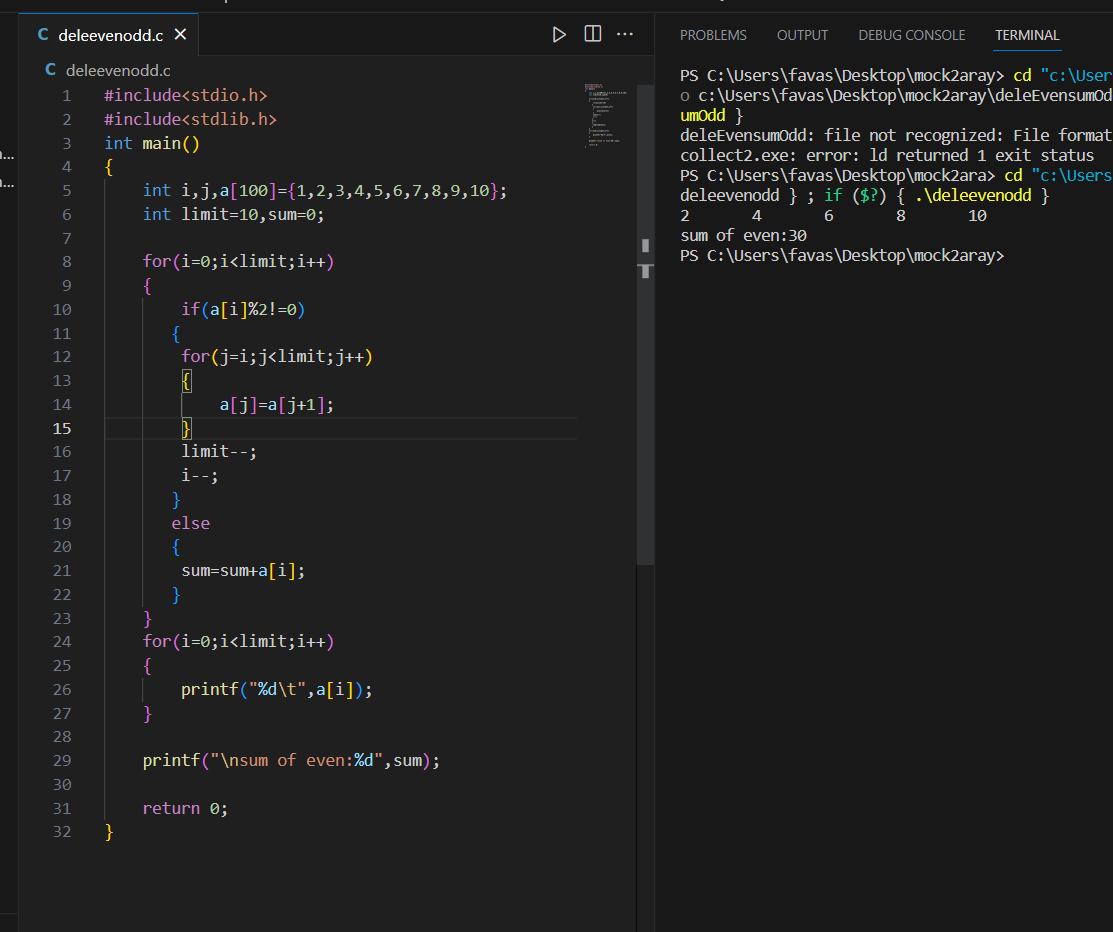 deleevenodd.c
PROBLEMS OUTPUT DEBUG CONSOLE TERMINAL
C deleevenodd.c
1 #include<stdio.h>
2 #include<stdlib.h>
3 int main()
4 {
5 int i,j,a[100]={1,2,3,4,5,6,7,8,9,10};
6 int limit=10,sum=0;
7
8 for(i=0;i<limit;i++)
9 {
10 if(a[i]%2!=0)
11 {
12 for(j=i;j<limit;j++)
13 {
14 a[j]=a[j+1];
15 }
16 limit--;
17 i--;
18 }
19 else
20 {
21 sum=sum+a[i];
22 }
23 }
24 for(i=0;i<limit;i++)
25 {
26 printf("%d\t",a[i]);
27 }
28
29 printf("\nsum of even:%d",sum);
30
31 return 0;
32 }
PS C:\Users\favas\Desktop\mock2aray> cd "c:\User
o c:\Users\favas\Desktop\mock2aray\deleEvensumOd
umOdd }
deleEvensumOdd: file not recognized: File format
collect2.exe: error: ld returned 1 exit status
PS C:\Users\favas\Desktop\mock2ara> cd "c:\Users
deleevenodd } ; if ($?) { .\deleevenodd }
2 4 6 8 10
sum of even:30
PS C:\Users\favas\Desktop\mock2aray>